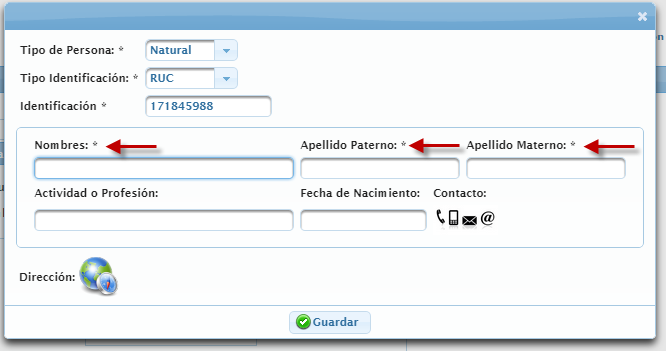 Tipo de Persona: * Natural
Tipo Identificación: * RUC
Identificación * 171845988
Nombres: * Apellido Paterno: * Apellido Materno: *
Actividad o Profesión: Fecha de Nacimiento: Contacto:
Dirección:
Guardar